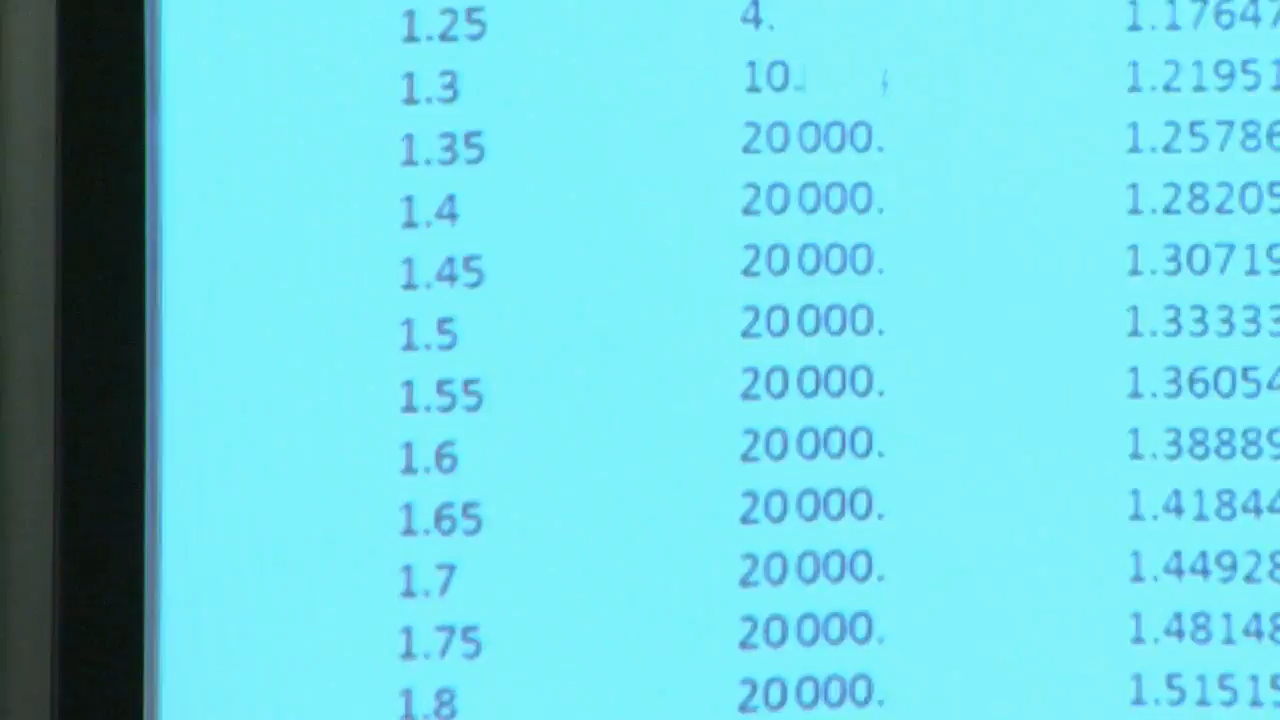 1.25 4. 1.17647
1.3 10. 1.21951
1.35 20000. 1.25786
1.4 20000. 1.28205
1.45 20000. 1.30719
1.5 20000. 1.33333
1.55 20000. 1.36054
1.6 20000. 1.38889
1.65 20000. 1.41844
1.7 20000. 1.44928
1.75 20000. 1.48148
1.8 20000. 1.51515